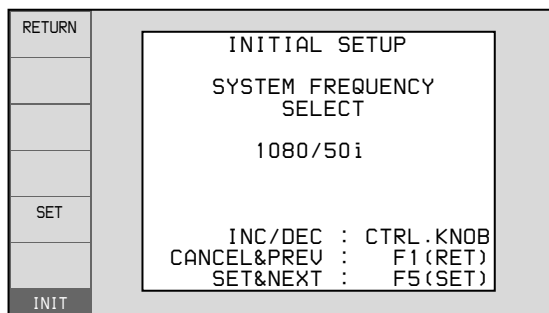 RETURN
SET
INIT
INITIAL SETUP
SYSTEM FREQUENCY
SELECT
1080/50i
INC/DEC : CTRL.KNOB
CANCEL&PREV : F1(RET)
SET&NEXT : F5(SET)